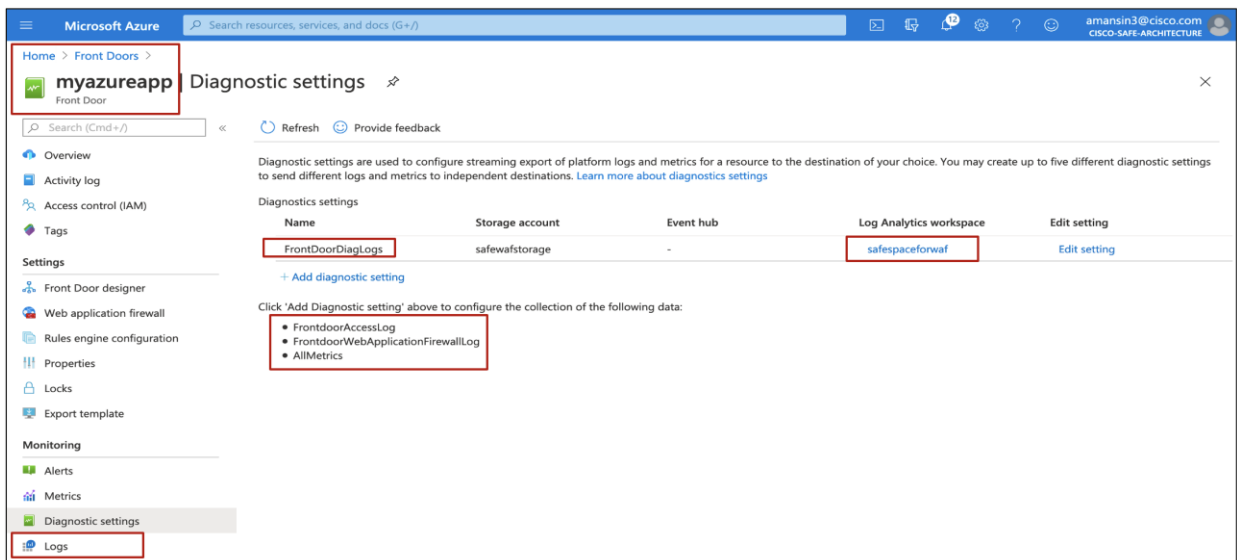 Microsoft Azure
Search resources, services, and docs (G+/)
12
amansin3@cisco.com
CISCO-SAFE-ARCHITECTURE
Home > Front Doors >
myazureapp | Diagnostic settings
Front Door
Search (Cmd+/)
«
Refresh
Provide feedback
Overview
Activity log
Access control (IAM)
Tags
Settings
Front Door designer
Web application firewall
Rules engine configuration
Properties
Locks
Export template
Monitoring
Alerts
Metrics
Diagnostic settings
Logs
Diagnostic settings are used to configure streaming export of platform logs and metrics for a resource to the destination of your choice. You may create up to five different diagnostic settings
to send different logs and metrics to independent destinations. Learn more about diagnostics settings
Diagnostics settings
Name Storage account Event hub Log Analytics workspace Edit setting
FrontDoorDiagLogs safewafstorage - safespaceforwaf Edit setting
+ Add diagnostic setting
Click 'Add Diagnostic setting' above to configure the collection of the following data:
• FrontdoorAccessLog
• FrontdoorWebApplicationFirewallLog
• AllMetrics